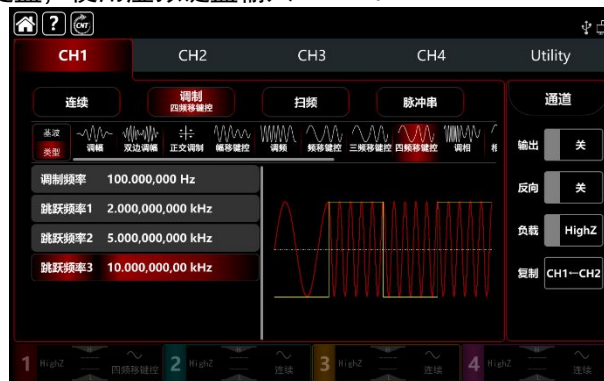 ? CNT
CH1 CH2 CH3 CH4 Utility
连续 调制 扫频 脉冲串 通道
四频移键控
基波
类型 调幅 双边调幅 正交调制 幅移键控 调频 频移键控 三频移键控 四频移键控 调相
输出 关
调制频率 100.000,000 Hz
反向 关
跳跃频率1 2.000,000,000 kHz
跳跃频率2 5.000,000,000 kHz
负载 HighZ
跳跃频率3 10.000,000,00 kHz
复制 CH1←CH2
1 HighZ 四频移键控 2 HighZ 连续 3 HighZ 连续 4 HighZ 连续